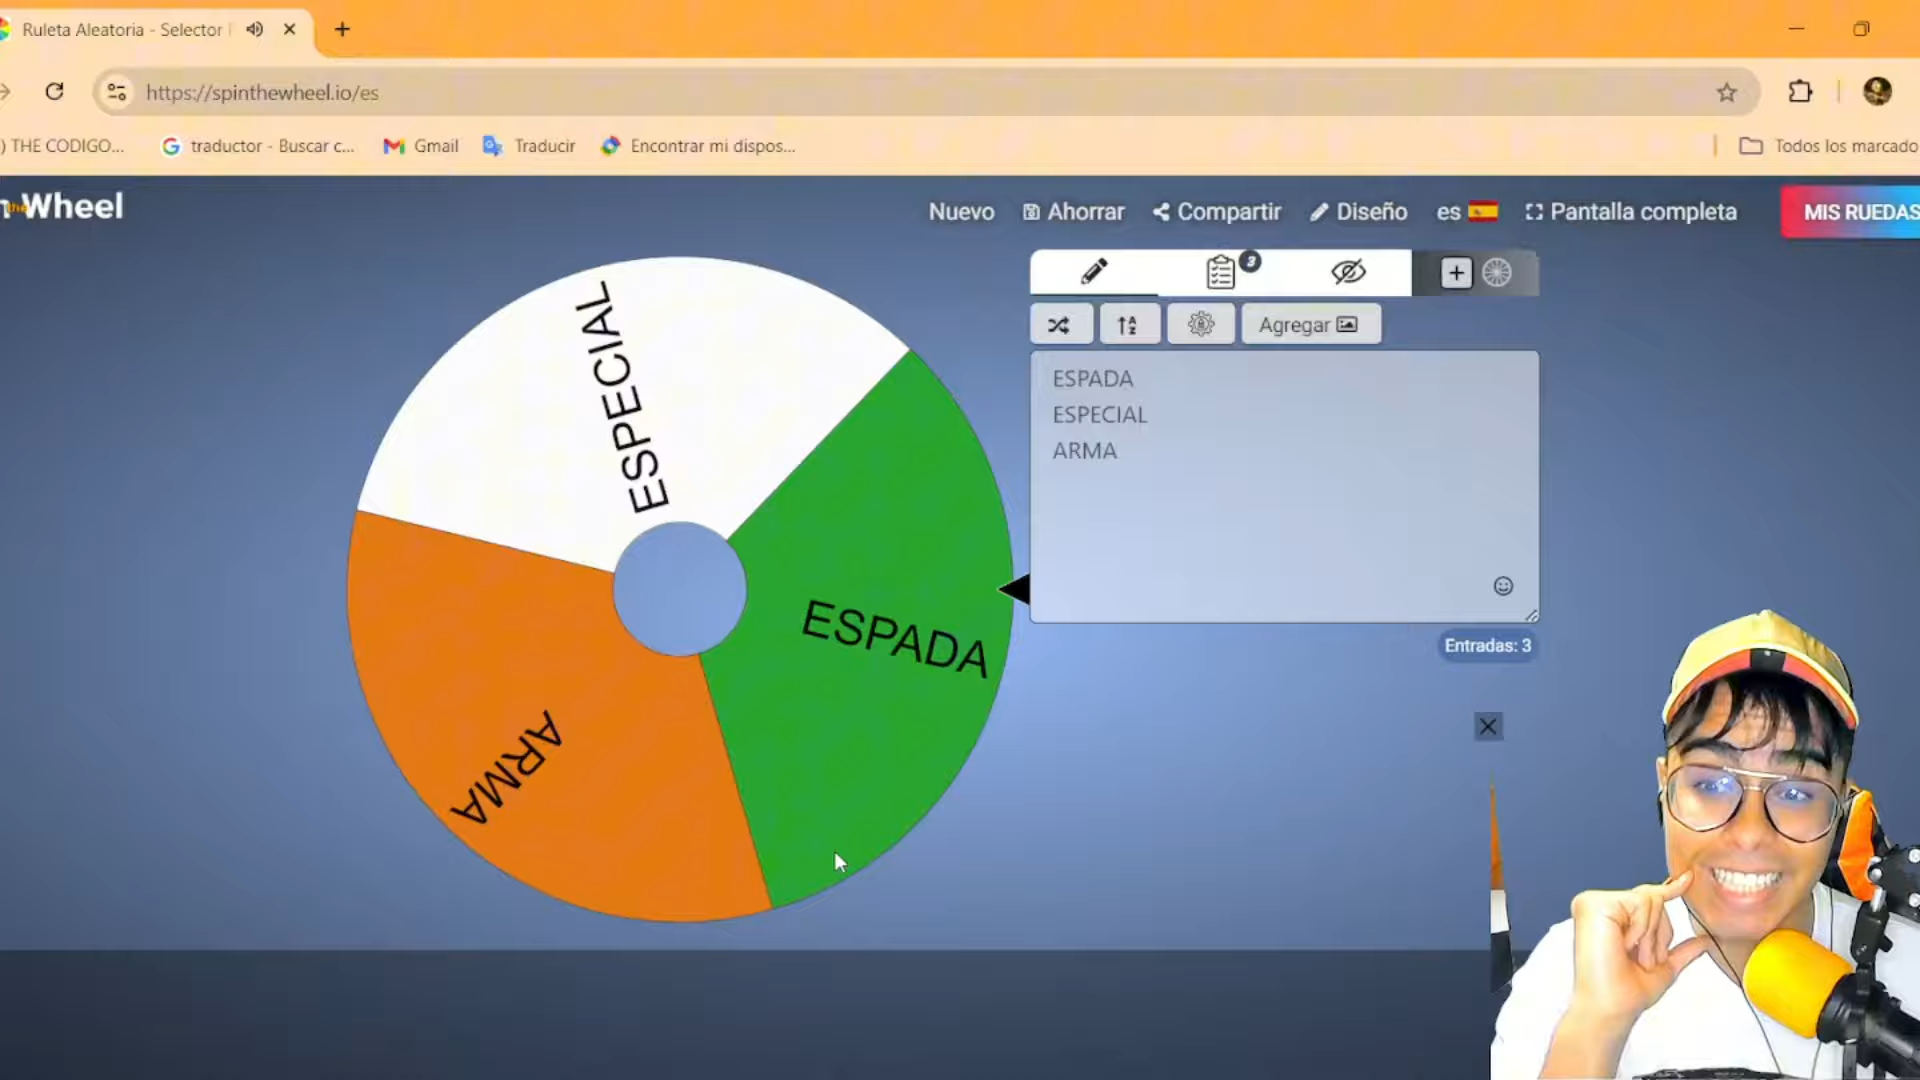 Ruleta Aleatoria - Selector
https://spinthewheel.io/es
) THE CODIGO...
traductor - Buscar c...
Gmail
Traducir
Encontrar mi dispos...
Todos los marcado
n the Wheel
Nuevo
Ahorrar
Compartir
Diseño
es
Pantalla completa
MIS RUEDAS
3
Agregar
ESPADA
ESPECIAL
ARMA
Entradas: 3
ESPECIAL
ESPADA
ARMA